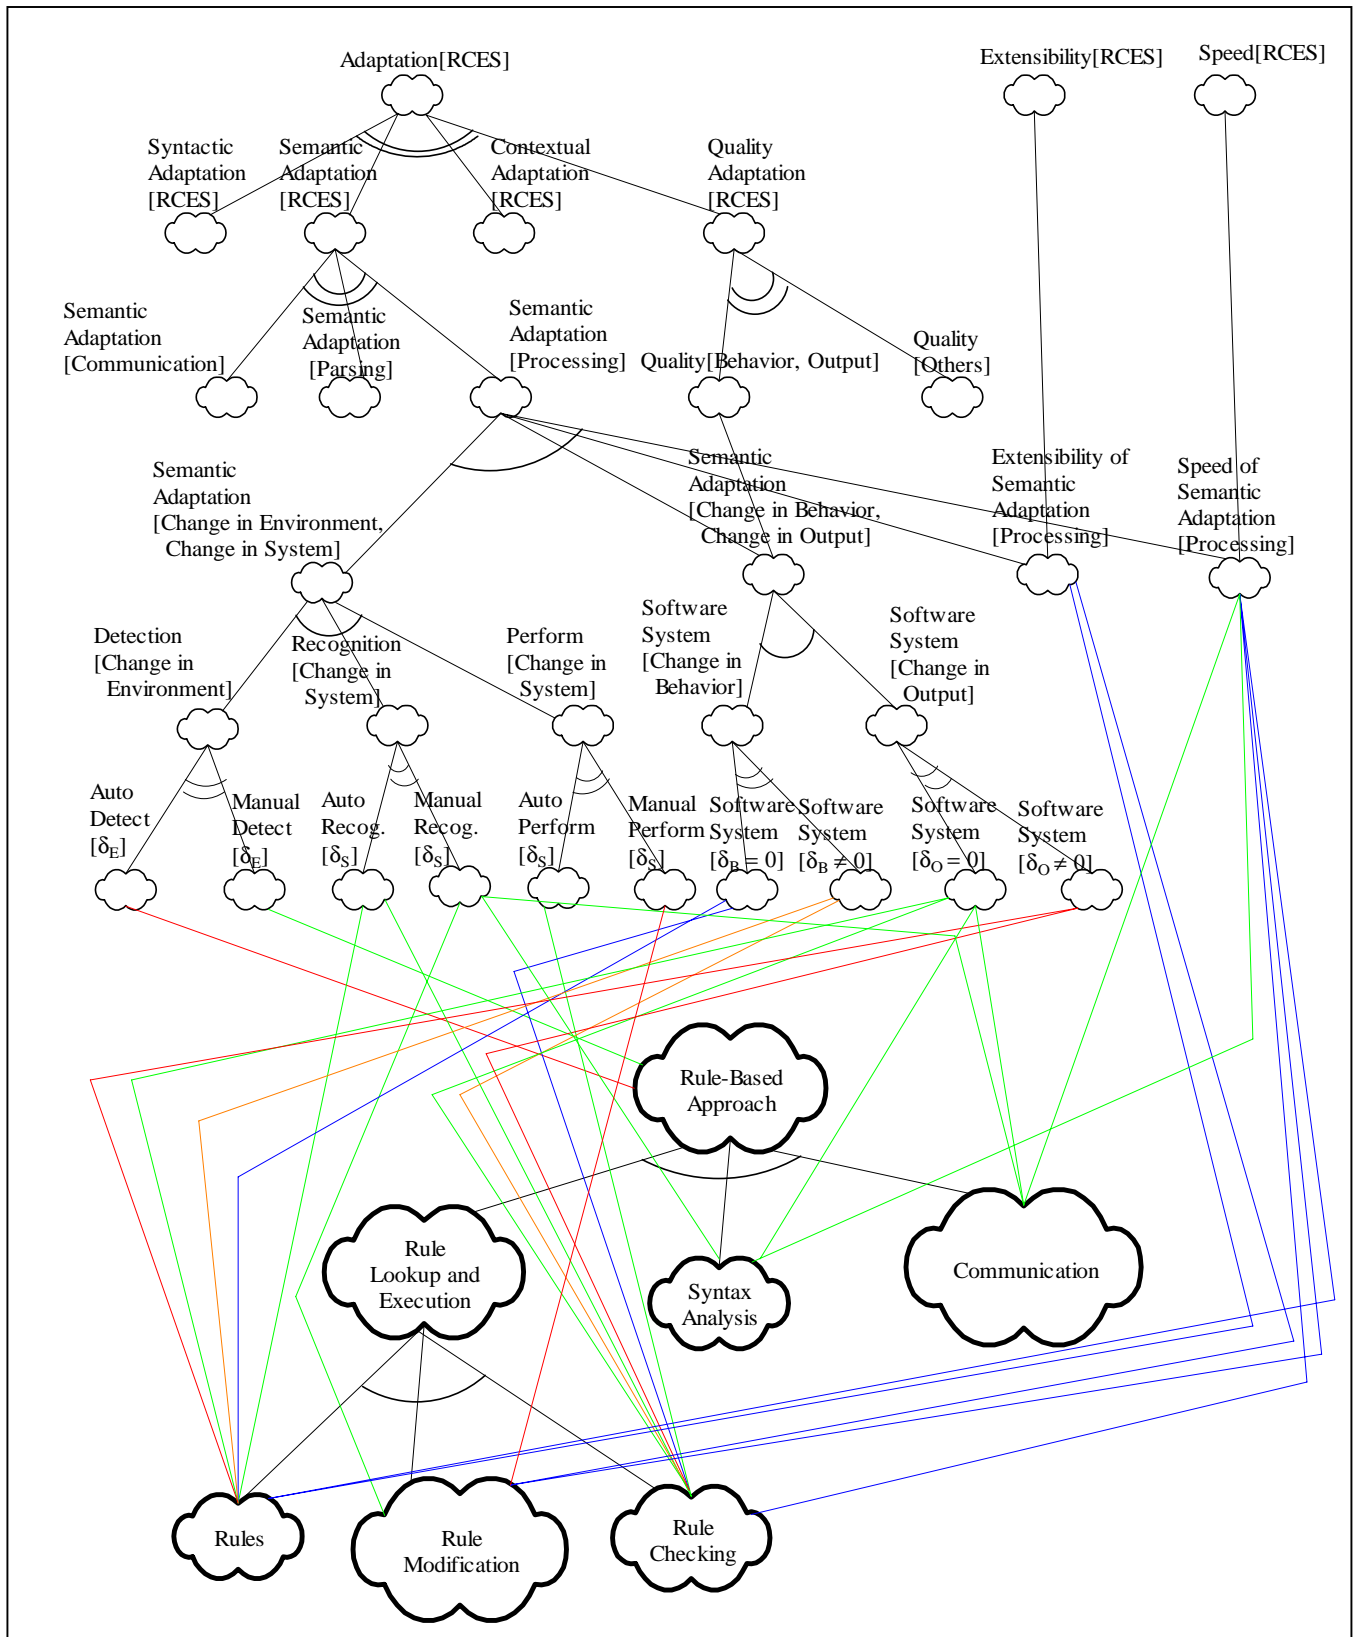 Adaptation[RCES]
Extensibility[RCES]
Speed[RCES]
Syntactic
Adaptation
[RCES]
Semantic
Adaptation
[RCES]
Contextual
Adaptation
[RCES]
Quality
Adaptation
[RCES]
Semantic
Adaptation
[Communication]
Semantic
Adaptation
[Parsing]
Semantic
Adaptation
[Processing]
Quality[Behavior, Output]
Quality
[Others]
Semantic
Adaptation
[Change in Environment,
Change in System]
Semantic
Adaptation
[Change in Behavior,
Change in Output]
Extensibility of
Semantic
Adaptation
[Processing]
Speed of
Semantic
Adaptation
[Processing]
Detection
[Change in
Environment]
Recognition
[Change in
System]
Perform
[Change in
System]
Software
System
[Change in
Behavior]
Software
System
[Change in
Output]
Auto
Detect
[δE]
Manual
Detect
[δE]
Auto
Recog.
[δS]
Manual
Recog.
[δS]
Auto
Perform
[δS]
Manual
Perform
[δS]
Software
System
[δB = 0]
Software
System
[δB ≠ 0]
Software
System
[δO = 0]
Software
System
[δO ≠ 0]
Rule-Based
Approach
Rule
Lookup and
Execution
Syntax
Analysis
Communication
Rules
Rule
Modification
Rule
Checking